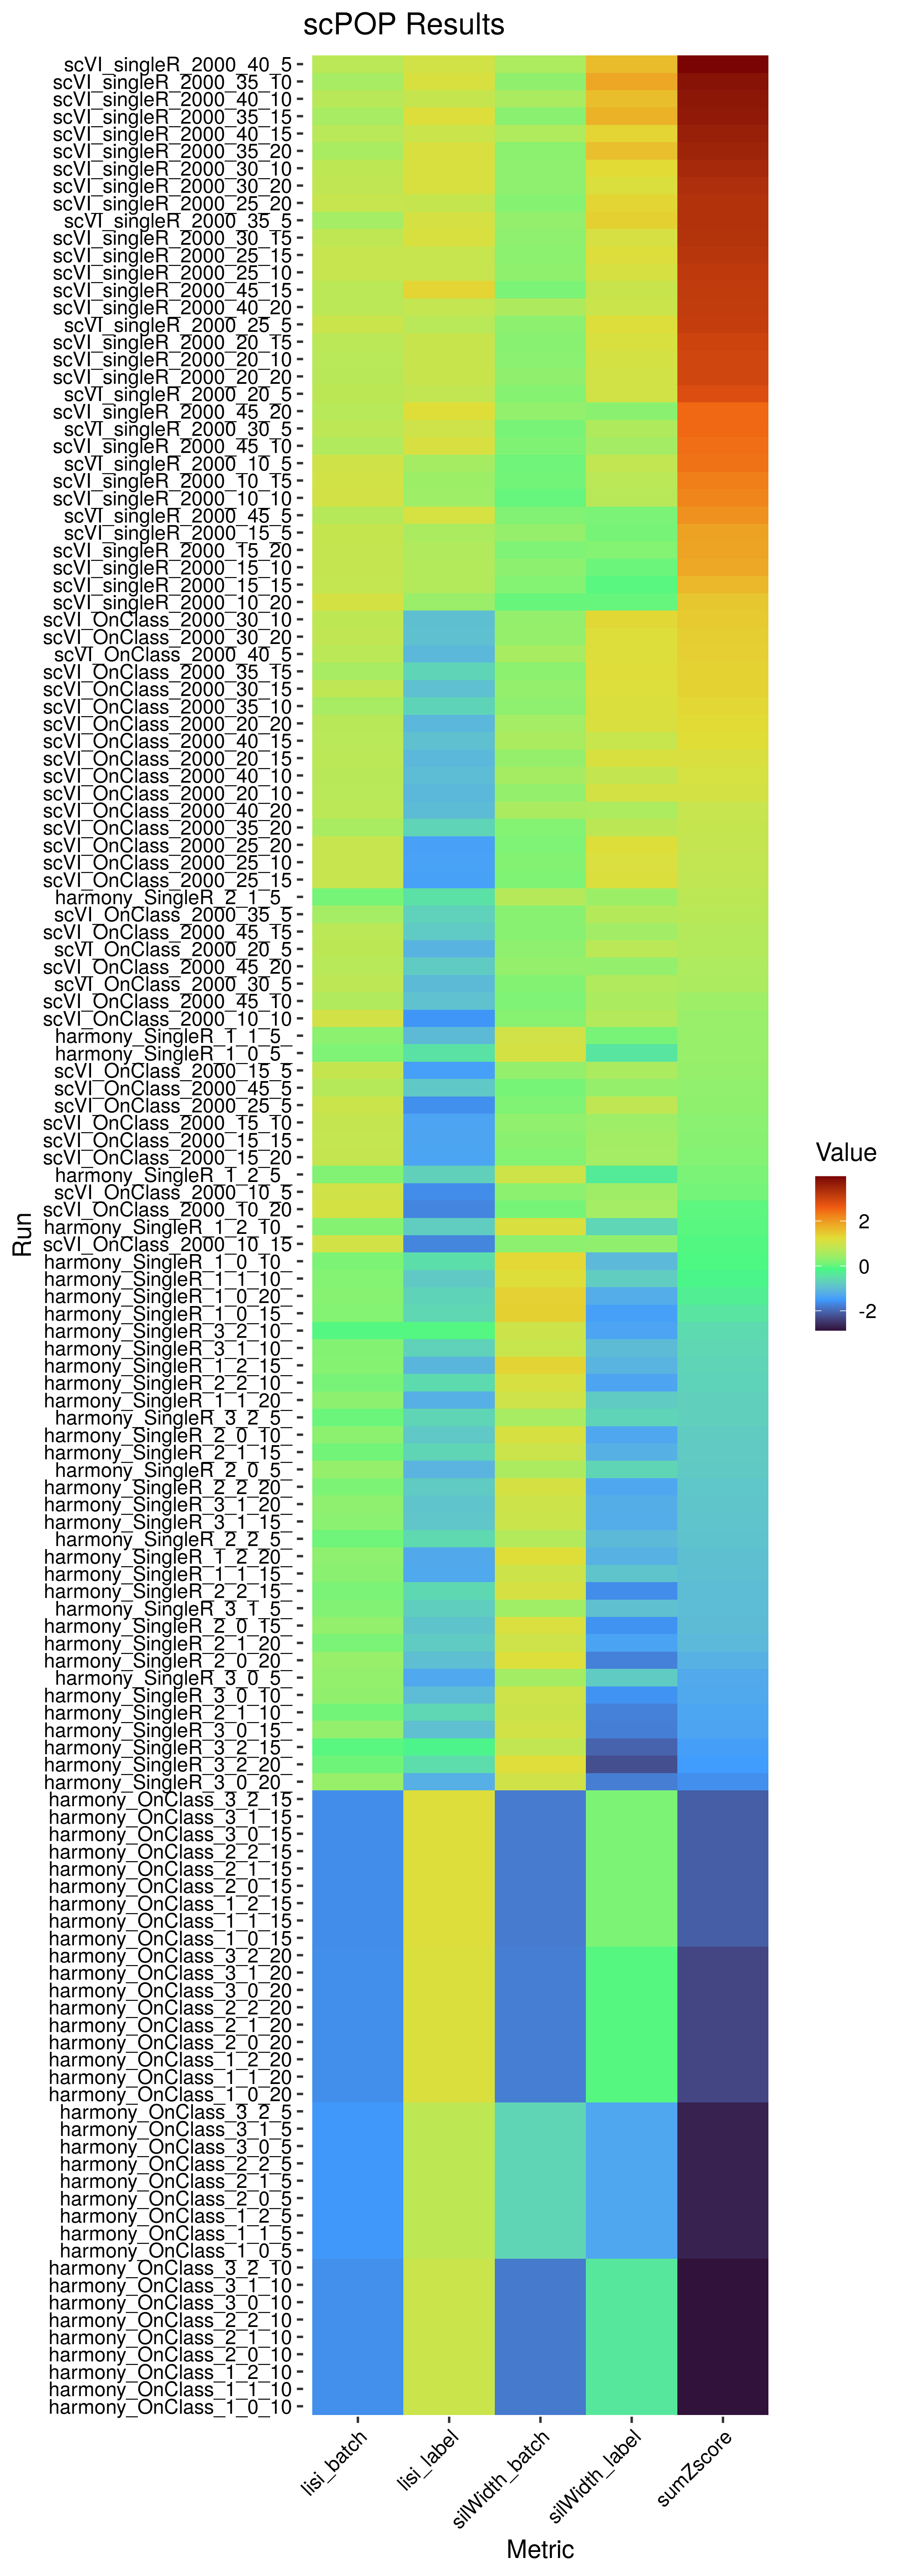 scPOP Results
scVI_singleR_2000_40_5
scVI_singleR_2000_35_10
scVI_singleR_2000_40_10
scVI_singleR_2000_35_15
scVI_singleR_2000_40_15
scVI_singleR_2000_35_20
scVI_singleR_2000_30_10
scVI_singleR_2000_30_20
scVI_singleR_2000_25_20
scVI_singleR_2000_35_5
scVI_singleR_2000_30_15
scVI_singleR_2000_25_15
scVI_singleR_2000_25_10
scVI_singleR_2000_45_15
scVI_singleR_2000_40_20
scVI_singleR_2000_25_5
scVI_singleR_2000_20_15
scVI_singleR_2000_20_10
scVI_singleR_2000_20_20
scVI_singleR_2000_20_5
scVI_singleR_2000_45_20
scVI_singleR_2000_30_5
scVI_singleR_2000_45_10
scVI_singleR_2000_10_5
scVI_singleR_2000_10_15
scVI_singleR_2000_10_10
scVI_singleR_2000_45_5
scVI_singleR_2000_15_5
scVI_singleR_2000_15_20
scVI_singleR_2000_15_10
scVI_singleR_2000_15_15
scVI_singleR_2000_10_20
scVI_OnClass_2000_30_10
scVI_OnClass_2000_30_20
scVI_OnClass_2000_40_5
scVI_OnClass_2000_35_15
scVI_OnClass_2000_30_15
scVI_OnClass_2000_35_10
scVI_OnClass_2000_20_20
scVI_OnClass_2000_40_15
scVI_OnClass_2000_20_15
scVI_OnClass_2000_40_10
scVI_OnClass_2000_20_10
scVI_OnClass_2000_40_20
scVI_OnClass_2000_35_20
scVI_OnClass_2000_25_20
scVI_OnClass_2000_25_10
scVI_OnClass_2000_25_15
harmony_SingleR_2_1_5_
scVI_OnClass_2000_35_5
scVI_OnClass_2000_45_15
scVI_OnClass_2000_20_5
scVI_OnClass_2000_45_20
scVI_OnClass_2000_30_5
scVI_OnClass_2000_45_10
scVI_OnClass_2000_10_10
harmony_SingleR_1_1_5_
harmony_SingleR_1_0_5_
scVI_OnClass_2000_15_5
scVI_OnClass_2000_45_5
scVI_OnClass_2000_25_5
scVI_OnClass_2000_15_10
scVI_OnClass_2000_15_15
scVI_OnClass_2000_15_20
harmony_SingleR_1_2_5_
scVI_OnClass_2000_10_5
scVI_OnClass_2000_10_20
harmony_SingleR_1_2_10_
scVI_OnClass_2000_10_15
harmony_SingleR_1_0_10_
harmony_SingleR_1_1_10_
harmony_SingleR_1_0_20_
harmony_SingleR_1_0_15_
harmony_SingleR_3_2_10_
harmony_SingleR_3_1_10_
harmony_SingleR_1_2_15_
harmony_SingleR_2_2_10_
harmony_SingleR_1_1_20_
harmony_SingleR_3_2_5_
harmony_SingleR_2_0_10_
harmony_SingleR_2_1_15_
harmony_SingleR_2_0_5_
harmony_SingleR_2_2_20_
harmony_SingleR_3_1_20_
harmony_SingleR_3_1_15_
harmony_SingleR_2_2_5_
harmony_SingleR_1_2_20_
harmony_SingleR_1_1_15_
harmony_SingleR_2_2_15_
harmony_SingleR_3_1_5_
harmony_SingleR_2_0_15_
harmony_SingleR_2_1_20_
harmony_SingleR_2_0_20_
harmony_SingleR_3_0_5_
harmony_SingleR_3_0_10_
harmony_SingleR_2_1_10_
harmony_SingleR_3_0_15_
harmony_SingleR_3_2_15_
harmony_SingleR_3_2_20_
harmony_SingleR_3_0_20_
harmony_OnClass_3_2_15
harmony_OnClass_3_1_15
harmony_OnClass_3_0_15
harmony_OnClass_2_2_15
harmony_OnClass_2_1_15
harmony_OnClass_2_0_15
harmony_OnClass_1_2_15
harmony_OnClass_1_1_15
harmony_OnClass_1_0_15
harmony_OnClass_3_2_20
harmony_OnClass_3_1_20
harmony_OnClass_3_0_20
harmony_OnClass_2_2_20
harmony_OnClass_2_1_20
harmony_OnClass_2_0_20
harmony_OnClass_1_2_20
harmony_OnClass_1_1_20
harmony_OnClass_1_0_20
harmony_OnClass_3_2_5
harmony_OnClass_3_1_5
harmony_OnClass_3_0_5
harmony_OnClass_2_2_5
harmony_OnClass_2_1_5
harmony_OnClass_2_0_5
harmony_OnClass_1_2_5
harmony_OnClass_1_1_5
harmony_OnClass_1_0_5
harmony_OnClass_3_2_10
harmony_OnClass_3_1_10
harmony_OnClass_3_0_10
harmony_OnClass_2_2_10
harmony_OnClass_2_1_10
harmony_OnClass_2_0_10
harmony_OnClass_1_2_10
harmony_OnClass_1_1_10
harmony_OnClass_1_0_10
Run
lisi_batch
lisi_label
silWidth_batch
silWidth_label
sumZscore
Metric
Value
2
0
-2